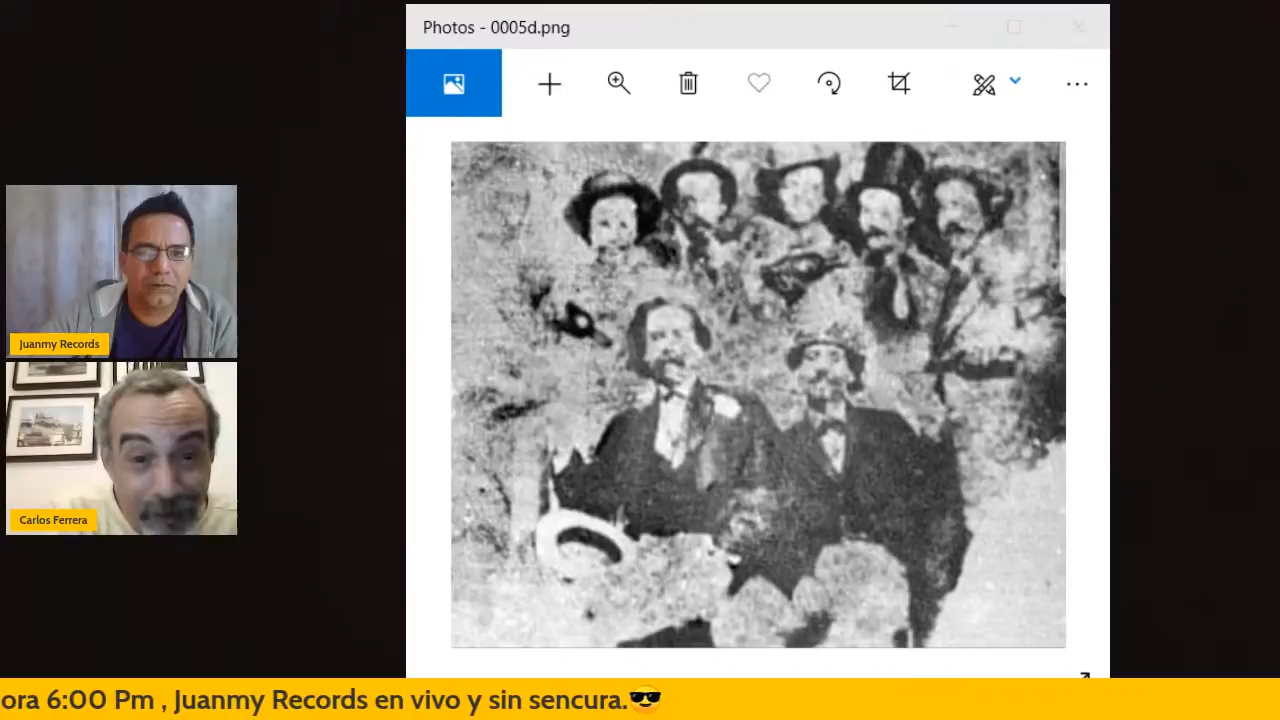 Photos - 0005d.png
Juanmy Records
Carlos Ferrera
ora 6:00 Pm , Juanmy Records en vivo y sin sencura.😎